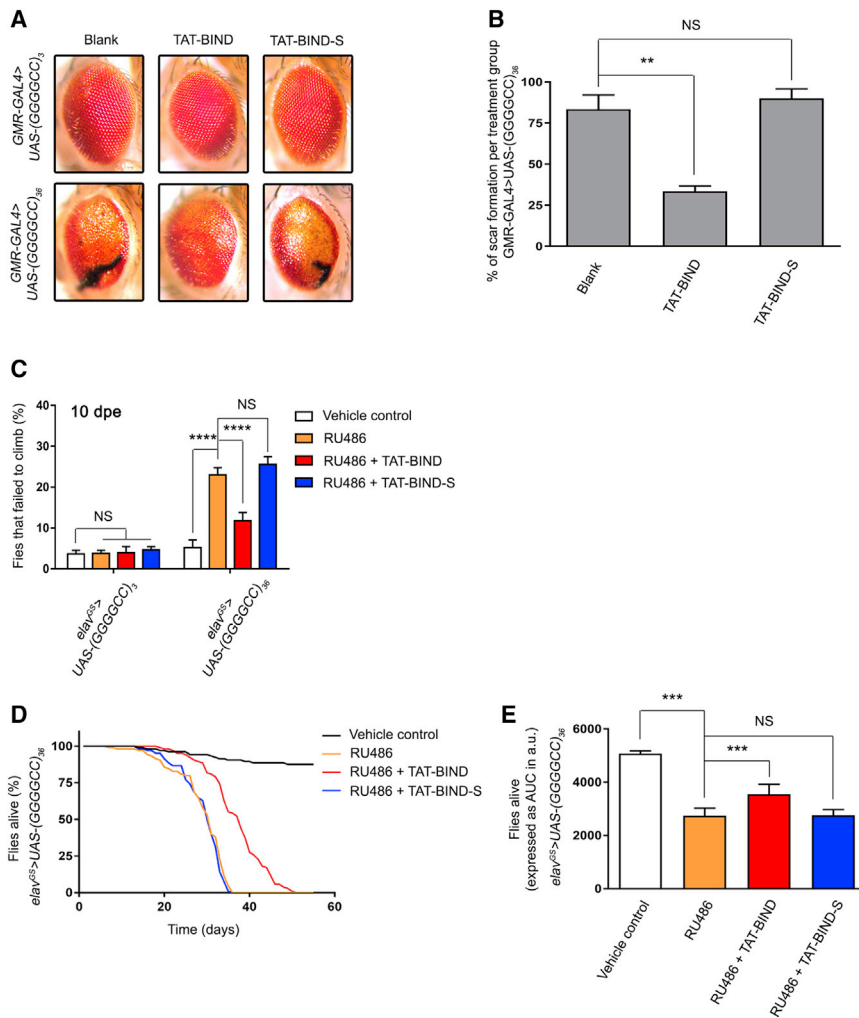 A
Blank
TAT-BIND
TAT-BIND-S
GMR-GAL4>
UAS-(GGGGCC)3
GMR-GAL4>
UAS-(GGGGCC)36
B
NS
**
% of scar formation per treatment group
GMR-GAL4>UAS-(GGGGCC)36
100
75
50
25
0
Blank
TAT-BIND
TAT-BIND-S
C
10 dpe
Fies that failed to climb (%)
40
30
20
10
0
NS
****
****
NS
Vehicle control
RU486
RU486 + TAT-BIND
RU486 + TAT-BIND-S
elavGS>
UAS-(GGGGCC)3
elavGS>
UAS-(GGGGCC)36
D
Flies alive (%)
elavGS>UAS-(GGGGCC)36
100
75
50
25
0
0
20
40
60
Time (days)
Vehicle control
RU486
RU486 + TAT-BIND
RU486 + TAT-BIND-S
E
***
NS
***
Flies alive
(expressed as AUC in a.u.)
elavGS>UAS-(GGGGCC)36
6000
4000
2000
0
Vehicle control
RU486
RU486 + TAT-BIND
RU486 + TAT-BIND-S